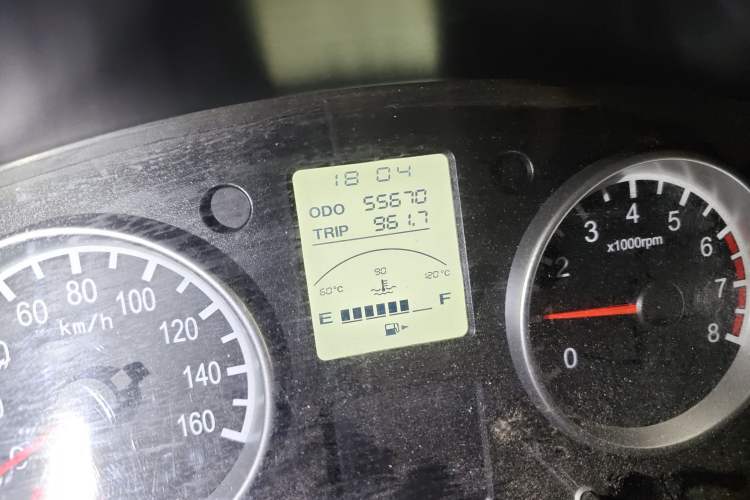 18 04
ODO 55670
TRIP 961.7
90
60°C 120°C
E F
60 80 100 120 140 160
km/h
0 2 3 4 5 6 7 8
x1000rpm